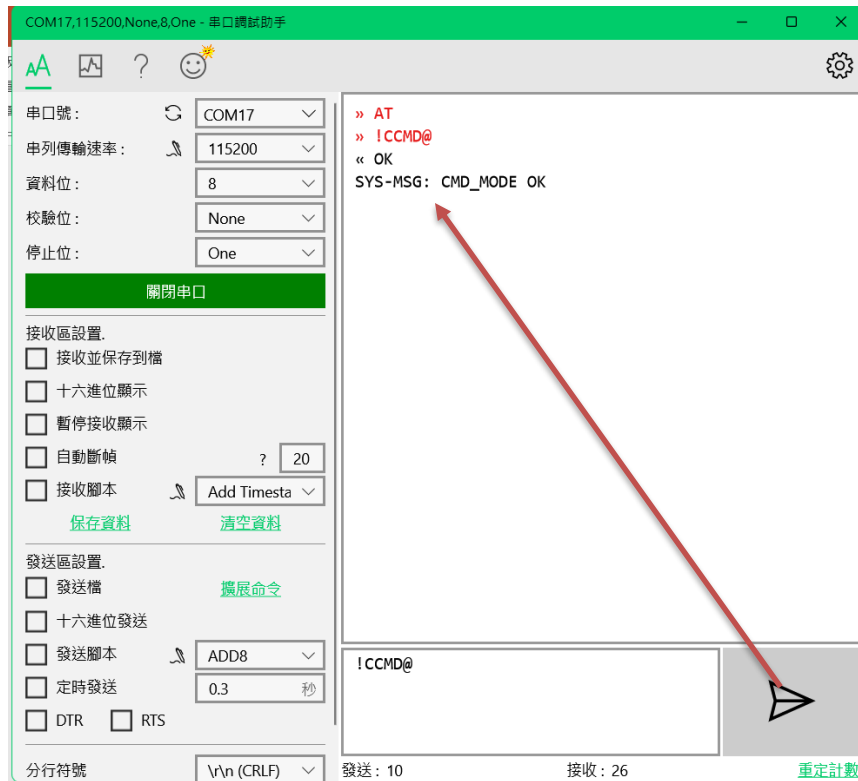 COM17,115200,None,8,One - 串口調試助手
AA
?
串口號：
COM17
串列傳輸速率：
115200
資料位：
8
校驗位：
None
停止位：
One
關閉串口
接收區設置.
接收並保存到檔
十六進位顯示
暫停接收顯示
自動斷幀
?
20
接收腳本
Add Timesta
保存資料
清空資料
發送區設置.
發送檔
擴展命令
十六進位發送
發送腳本
ADD8
定時發送
0.3
秒
DTR
RTS
分行符號
\r\n (CRLF)
» AT
» !CCMD@
« OK
SYS-MSG: CMD_MODE OK
!CCMD@
發送：10
接收：26
重定計數